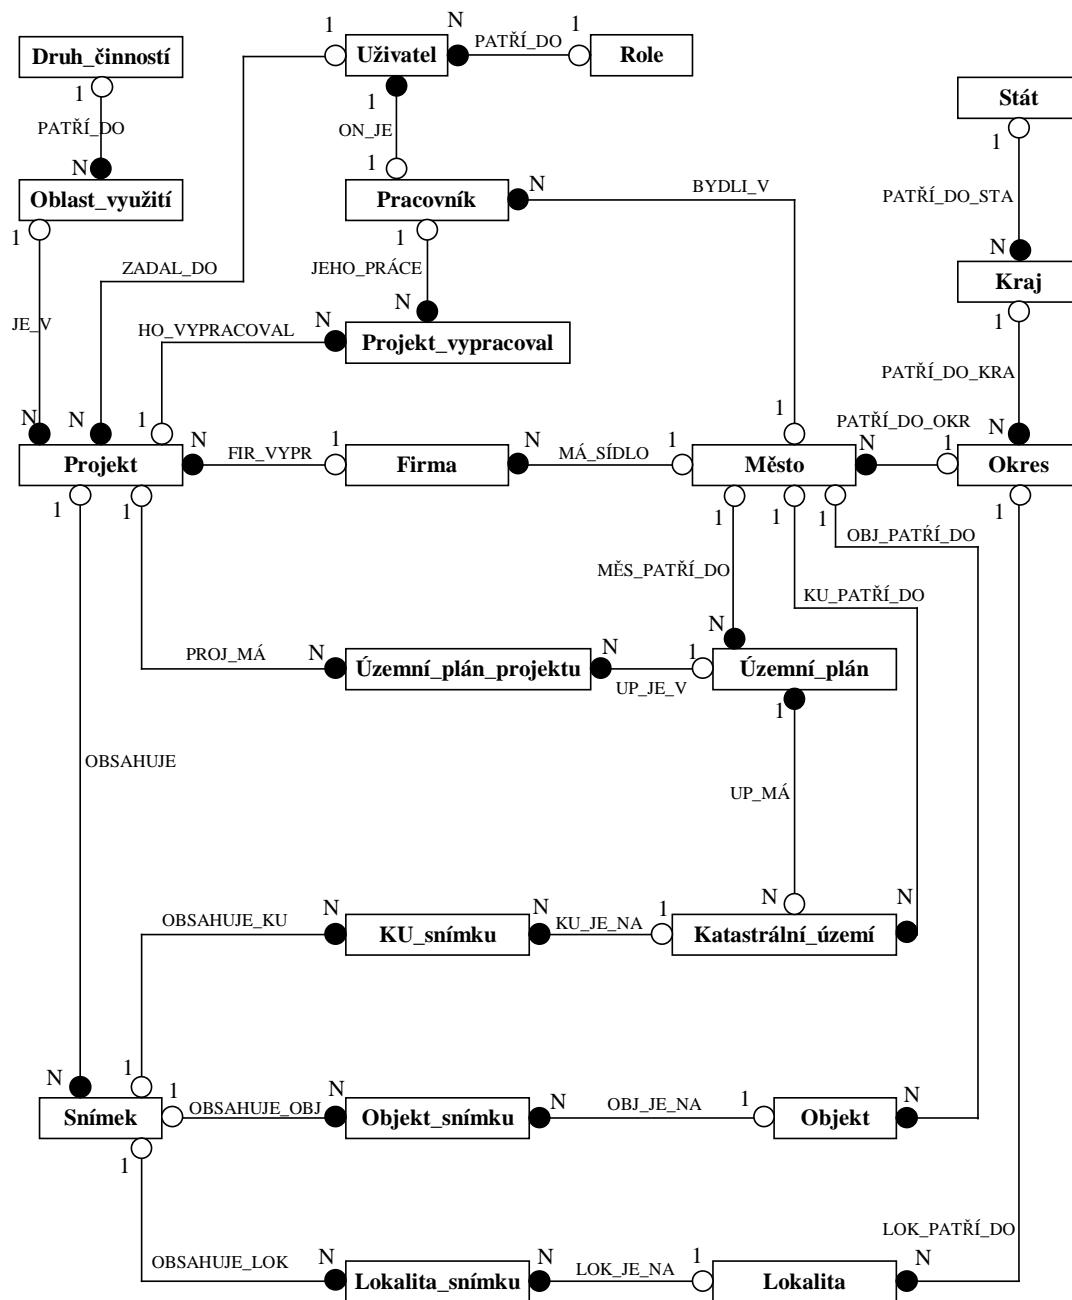 1 N PATŘÍ_DO 1
Druh_činností Uživatel Role
1 1 Stát
PATŘÍ_DO ON_JE 1
N 1 N BYDLI_V PATŘÍ_DO_STA
Oblast_využití Pracovník
1 1 N
ZADAL_DO JEHO_PRÁCE Kraj
JE_V HO_VYPRACOVAL N N 1
Projekt_vypracoval
PATŘÍ_DO_KRA
N N 1 N 1 N 1 1 PATŘÍ_DO_OKR N 1 N
Projekt FIR_VYPR Firma MÁ_SÍDLO Město Okres
1 1 1 1 1 OBJ_PATŘÍ_DO 1
MĚS_PATŘÍ_DO KU_PATŘÍ_DO
N
PROJ_MÁ N Územní_plán_projektu N UP_JE_V 1 Územní_plán
1
OBSAHUJE
UP_MÁ
OBSAHUJE_KU N N KU_JE_NA 1 N N
KU_snímku Katastrální_území
N 1 1
Snímek OBSAHUJE_OBJ N Objekt_snímku N OBJ_JE_NA 1 Objekt N
1
OBSAHUJE_LOK N N LOK_JE_NA 1 LOK_PATŘÍ_DO N
Lokalita_snímku Lokalita